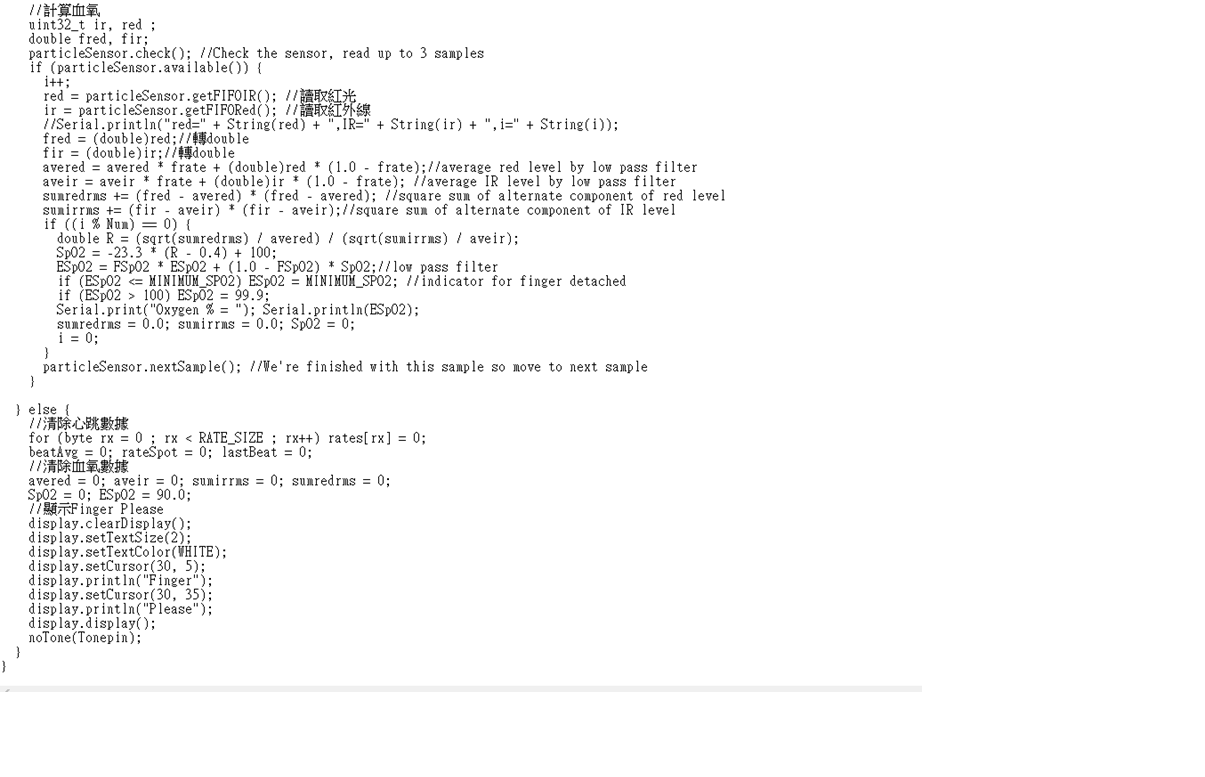 //計算血氧
uint32_t ir, red ;
double fred, fir;
particleSensor.check(); //Check the sensor, read up to 3 samples
if (particleSensor.available()) {
i++;
red = particleSensor.getFIFOIR(); //讀取紅光
ir = particleSensor.getFIFORed(); //讀取紅外線
//Serial.println("red=" + String(red) + ",IR=" + String(ir) + ",i=" + String(i));
fred = (double)red;//轉double
fir = (double)ir;//轉double
avered = avered * frate + (double)red * (1.0 - frate);//average red level by low pass filter
aveir = aveir * frate + (double)ir * (1.0 - frate); //average IR level by low pass filter
sumredrms += (fred - avered) * (fred - avered); //square sum of alternate component of red level
sumirrms += (fir - aveir) * (fir - aveir);//square sum of alternate component of IR level
if ((i % Num) == 0) {
double R = (sqrt(sumredrms) / avered) / (sqrt(sumirrms) / aveir);
SpO2 = -23.3 * (R - 0.4) + 100;
ESpO2 = FSpO2 * ESpO2 + (1.0 - FSpO2) * SpO2;//low pass filter
if (ESpO2 <= MINIMUM_SPO2) ESpO2 = MINIMUM_SPO2; //indicator for finger detached
if (ESpO2 > 100) ESpO2 = 99.9;
Serial.print("Oxygen % = "); Serial.println(ESpO2);
sumredrms = 0.0; sumirrms = 0.0; SpO2 = 0;
i = 0;
}
particleSensor.nextSample(); //We're finished with this sample so move to next sample
}
} else {
//清除心跳數據
for (byte rx = 0 ; rx < RATE_SIZE ; rx++) rates[rx] = 0;
beatAvg = 0; rateSpot = 0; lastBeat = 0;
//清除血氧數據
avered = 0; aveir = 0; sumirrms = 0; sumredrms = 0;
SpO2 = 0; ESpO2 = 90.0;
//顯示Finger Please
display.clearDisplay();
display.setTextSize(2);
display.setTextColor(WHITE);
display.setCursor(30, 5);
display.println("Finger");
display.setCursor(30, 35);
display.println("Please");
display.display();
noTone(Tonepin);
}
}